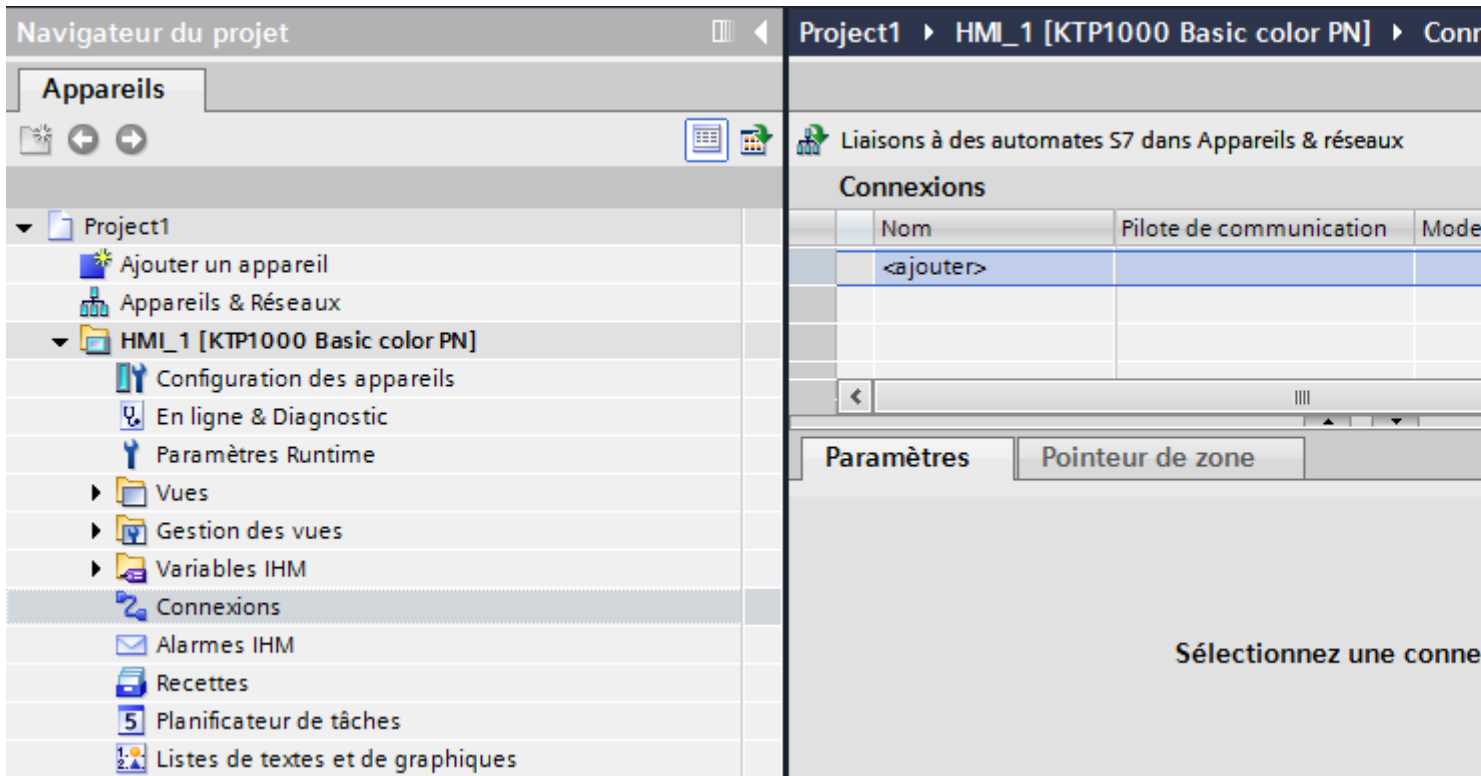 Navigateur du projet
Appareils
Project1
Ajouter un appareil
Appareils & Réseaux
HMI_1 [KTP1000 Basic color PN]
Configuration des appareils
En ligne & Diagnostic
Paramètres Runtime
Vues
Gestion des vues
Variables IHM
Connexions
Alarmes IHM
Recettes
Planificateur de tâches
Listes de textes et de graphiques
Project1 HMI_1 [KTP1000 Basic color PN] Conn
Liaisons à des automates S7 dans Appareils & réseaux
Connexions
Nom Pilote de communication Mode
<ajouter>
Paramètres Pointeur de zone
Sélectionnez une conne